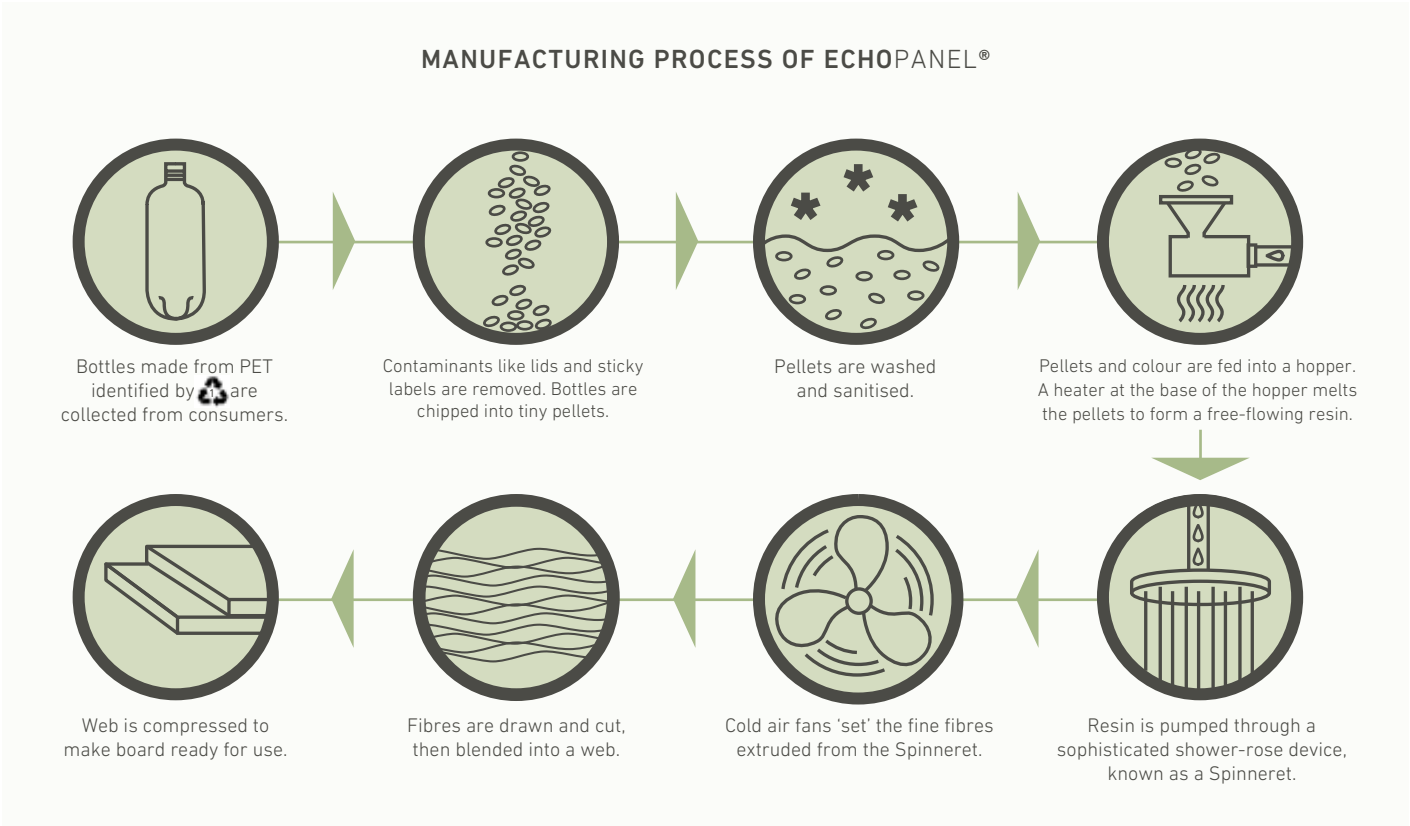 MANUFACTURING PROCESS OF ECHOPANEL®
Bottles made from PET
identified by 1 are
collected from consumers.
Contaminants like lids and sticky
labels are removed. Bottles are
chipped into tiny pellets.
Pellets are washed
and sanitised.
Pellets and colour are fed into a hopper.
A heater at the base of the hopper melts
the pellets to form a free-flowing resin.
Resin is pumped through a
sophisticated shower-rose device,
known as a Spinneret.
Cold air fans ‘set’ the fine fibres
extruded from the Spinneret.
Fibres are drawn and cut,
then blended into a web.
Web is compressed to
make board ready for use.